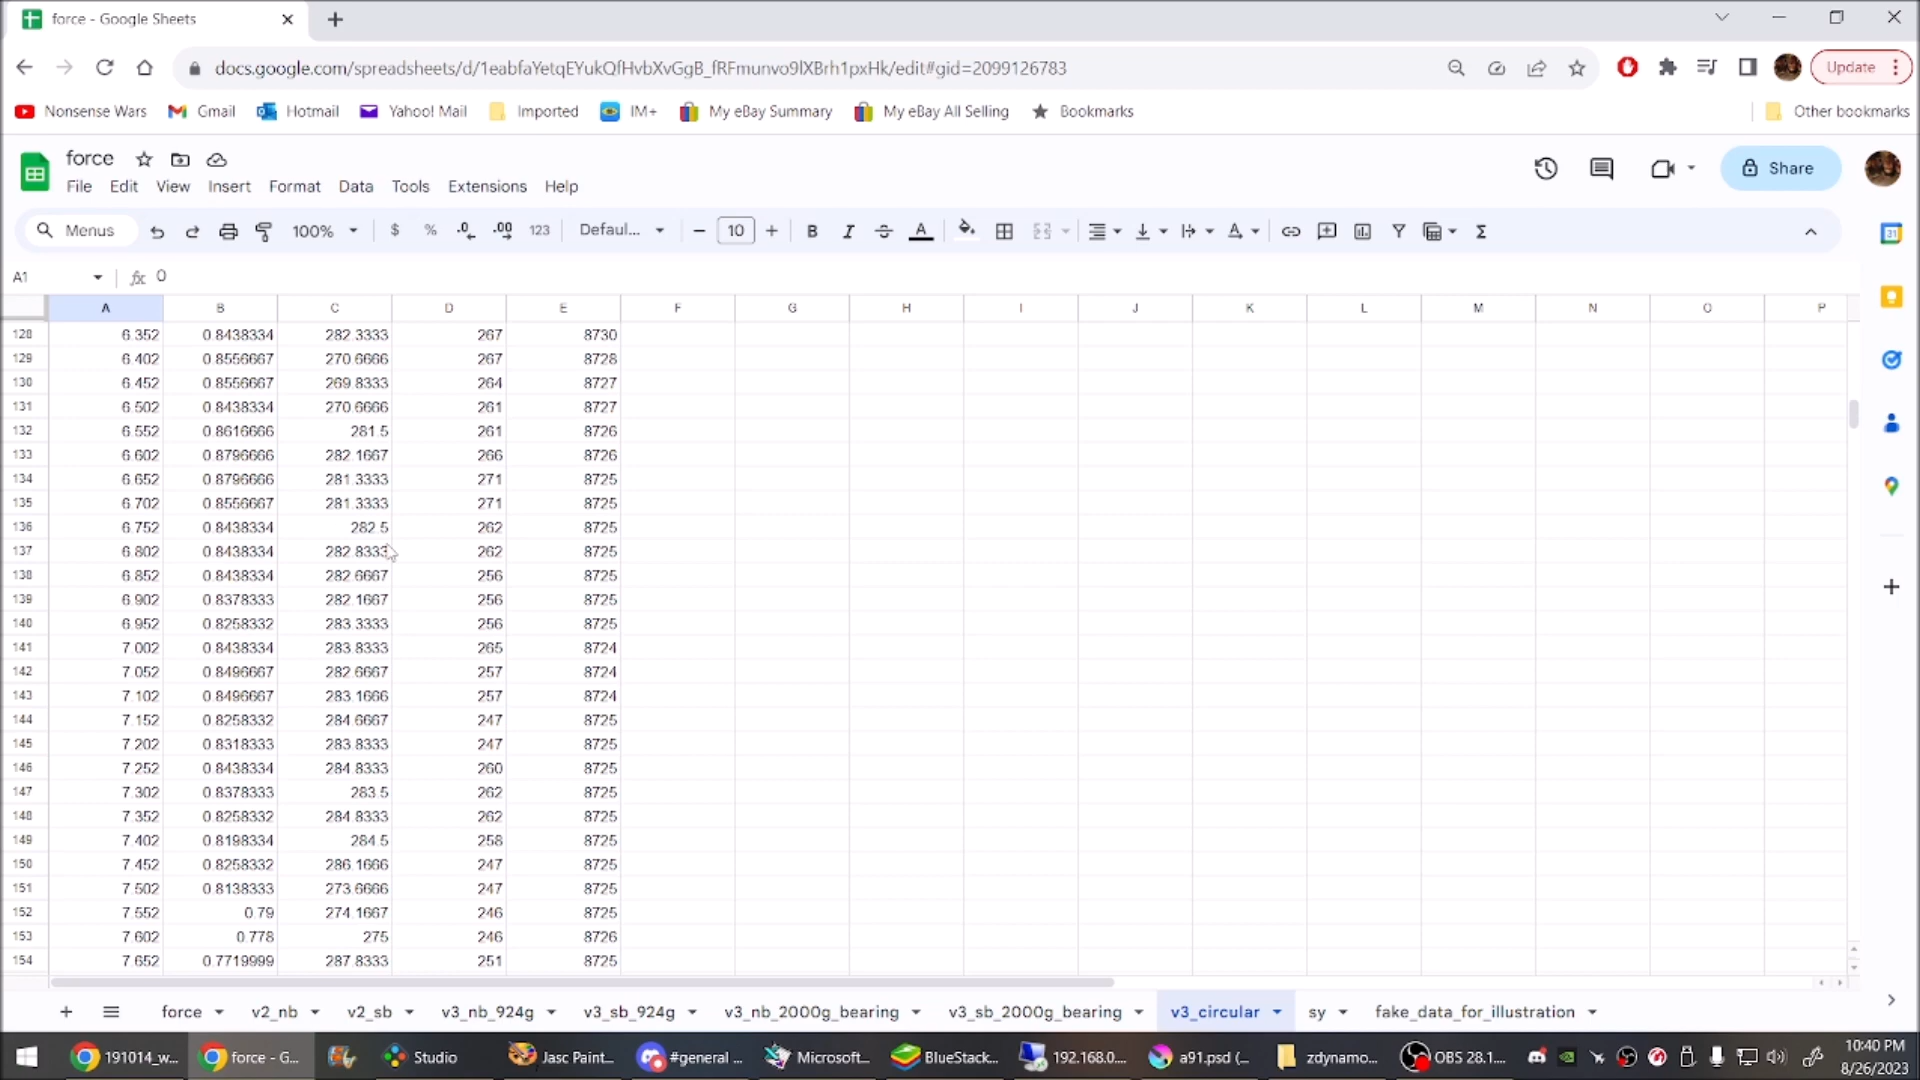 force - Google Sheets
docs.google.com/spreadsheets/d/1eabfaYetqEYukQfHvbXvGgB_fRFmunvo9lXBrh1pxHk/edit#gid=2099126783
Update
Nonsense Wars Gmail Hotmail Yahoo! Mail Imported IM+ My eBay Summary My eBay All Selling Bookmarks Other bookmarks
force
File Edit View Insert Format Data Tools Extensions Help
Share
Menus 100% $ % .0 .00 123 Defaul... 10 B I A
A1 fx 0
A B C D E F G H I J K L M N O P
128 6.352 0.8438334 282.3333 267 8730
129 6.402 0.8556667 270.6666 267 8728
130 6.452 0.8556667 269.8333 264 8727
131 6.502 0.8438334 270.6666 261 8727
132 6.552 0.8616666 281.5 261 8726
133 6.602 0.8796666 282.1667 266 8726
134 6.652 0.8796666 281.3333 271 8725
135 6.702 0.8556667 281.3333 271 8725
136 6.752 0.8438334 282.5 262 8725
137 6.802 0.8438334 282.8333 262 8725
138 6.852 0.8438334 282.6667 256 8725
139 6.902 0.8378333 282.1667 256 8725
140 6.952 0.8258332 283.3333 256 8725
141 7.002 0.8438334 283.8333 265 8724
142 7.052 0.8496667 282.6667 257 8724
143 7.102 0.8496667 283.1666 257 8724
144 7.152 0.8258332 284.6667 247 8725
145 7.202 0.8318333 283.8333 247 8725
146 7.252 0.8438334 284.8333 260 8725
147 7.302 0.8378333 283.5 262 8725
148 7.352 0.8258332 284.8333 262 8725
149 7.402 0.8198334 284.5 258 8725
150 7.452 0.8258332 286.1666 247 8725
151 7.502 0.8138333 273.6666 247 8725
152 7.552 0.79 274.1667 246 8725
153 7.602 0.778 275 246 8726
154 7.652 0.7719999 287.8333 251 8725
force v2_nb v2_sb v3_nb_924g v3_sb_924g v3_nb_2000g_bearing v3_sb_2000g_bearing v3_circular sy fake_data_for_illustration
191014_w... force - G... Studio Jasc Paint... #general ... Microsoft... BlueStack... 192.168.0.... a91.psd (... zdynamo... OBS 28.1.... 10:40 PM
8/26/2023